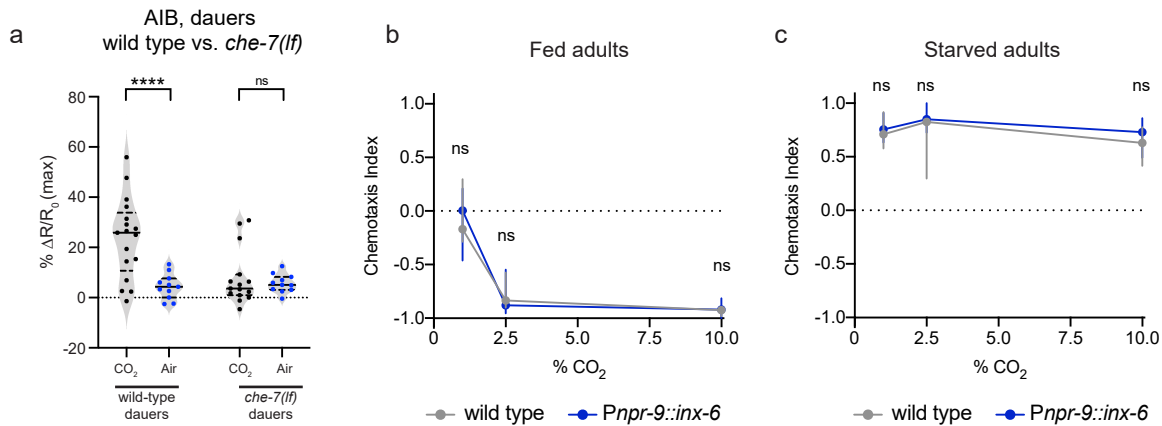 a
AIB, dauers
wild type vs. che-7(lf)
****
ns
80
60
40
20
0
-20
% ΔR/R0 (max)
CO2
Air
CO2
Air
wild-type
dauers
che-7(lf)
dauers
b
Fed adults
ns
ns
ns
1.0
0.5
0.0
-0.5
-1.0
Chemotaxis Index
0
2.5
5.0
7.5
10.0
% CO2
wild type
Pnpr-9::inx-6
c
Starved adults
ns
ns
ns
1.0
0.5
0.0
-0.5
-1.0
Chemotaxis Index
0
2.5
5.0
7.5
10.0
% CO2
wild type
Pnpr-9::inx-6